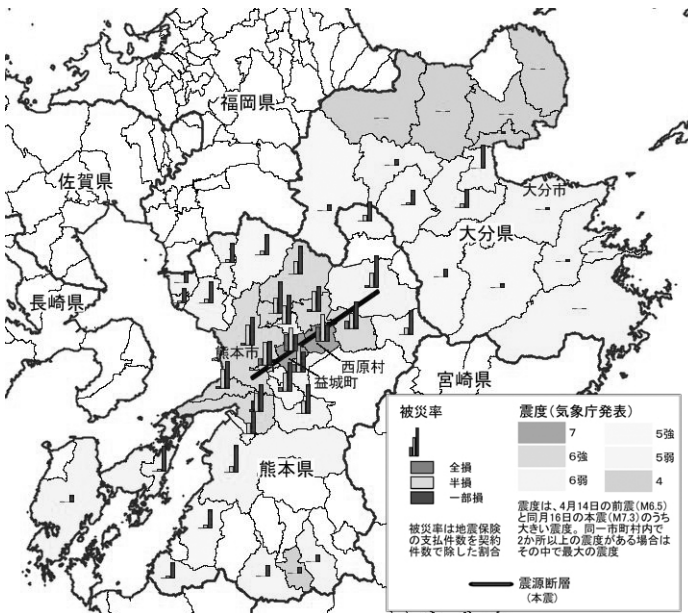 福岡県
佐賀県
大分市
大分県
長崎県
熊本市
西原村
益城町
宮崎県
熊本県
被災率
全損
半損
一部損
被災率は地震保険
の支払件数を契約
件数で除した割合
震度(気象庁発表)
7
5強
6強
5弱
6弱
4
震度は、4月14日の前震(M6.5)
と同月16日の本震(M7.3)のうち
大きい震度。同一市町村内で
2か所以上の震度がある場合は
その中で最大の震度
震源断層
(本震)